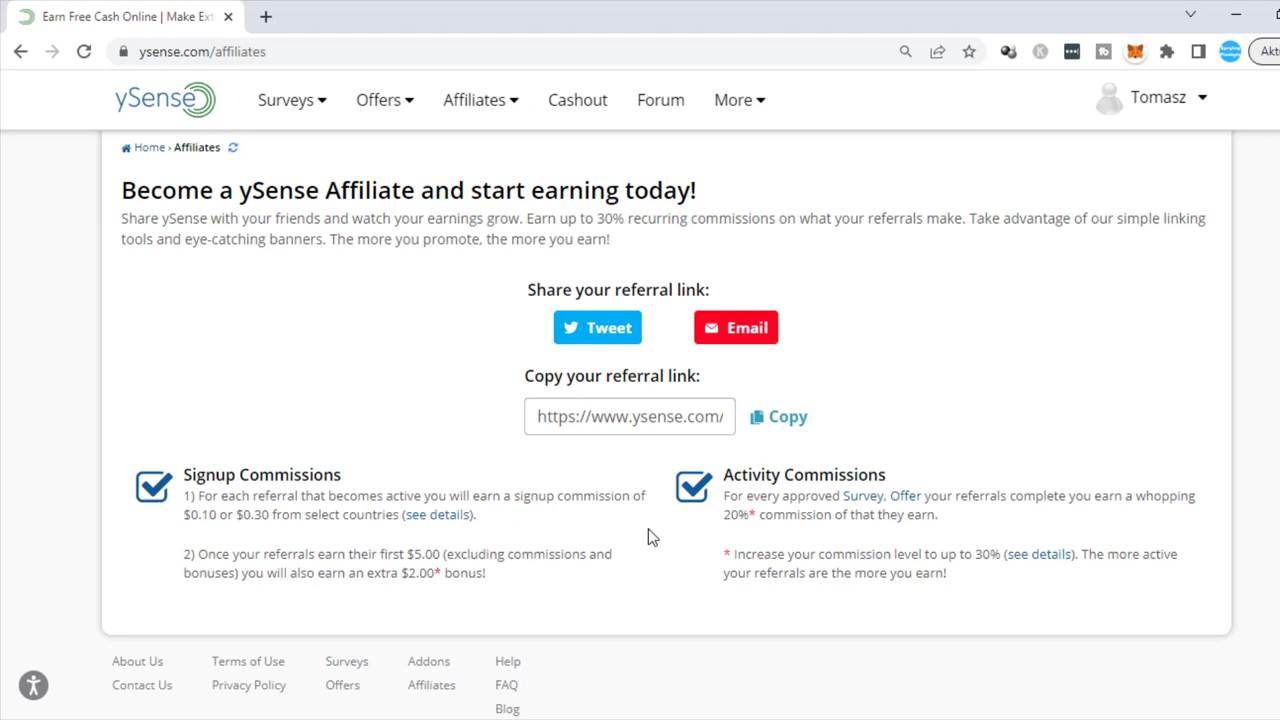 Earn Free Cash Online | Make Ext
ysense.com/affiliates
Akt
ySense
Surveys
Offers
Affiliates
Cashout
Forum
More
Tomasz
Home › Affiliates
Become a ySense Affiliate and start earning today!
Share ySense with your friends and watch your earnings grow. Earn up to 30% recurring commissions on what your referrals make. Take advantage of our simple linking
tools and eye-catching banners. The more you promote, the more you earn!
Share your referral link:
Tweet
Email
Copy your referral link:
https://www.ysense.com/
Copy
Signup Commissions
1) For each referral that becomes active you will earn a signup commission of
$0.10 or $0.30 from select countries (see details).
2) Once your referrals earn their first $5.00 (excluding commissions and
bonuses) you will also earn an extra $2.00* bonus!
Activity Commissions
For every approved Survey, Offer your referrals complete you earn a whopping
20%* commission of that they earn.
* Increase your commission level to up to 30% (see details). The more active
your referrals are the more you earn!
About Us
Terms of Use
Surveys
Addons
Help
Contact Us
Privacy Policy
Offers
Affiliates
FAQ
Blog